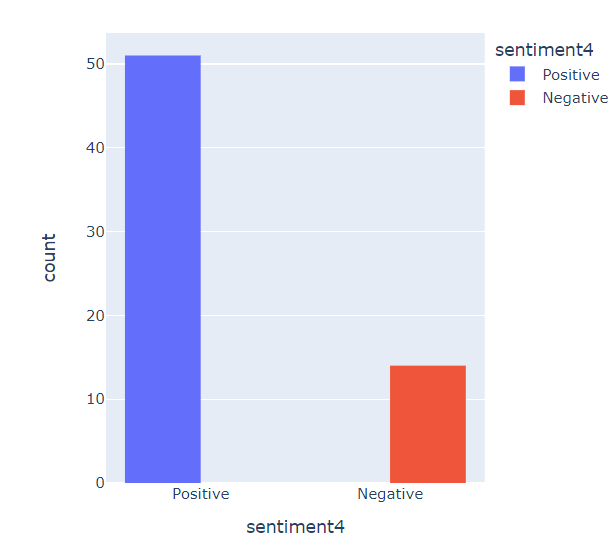 sentiment4
Positive
Negative
50
40
30
20
10
0
count
Positive Negative
sentiment4